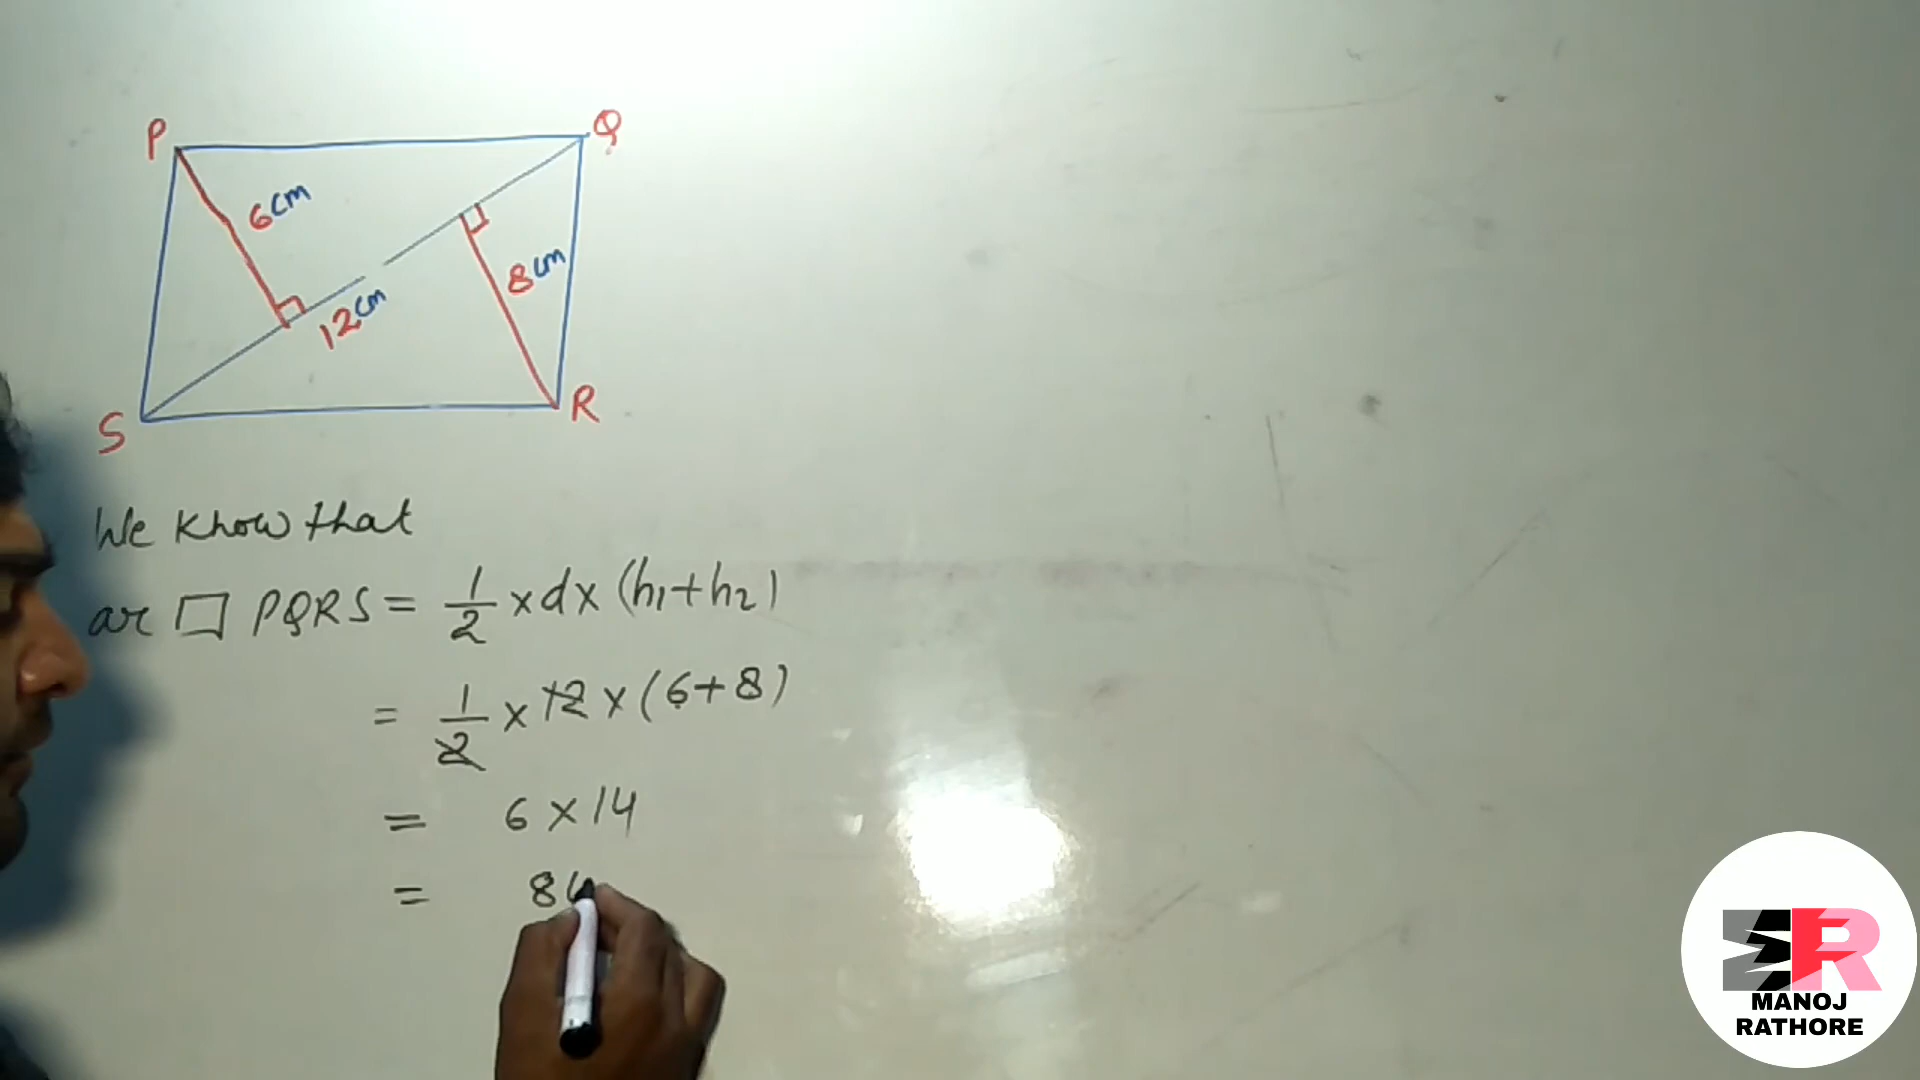 P
Q
6cm
8cm
12cm
S
R
We know that
ar □ PQRS = 1/2 × d × (h₁+h₂)
= 1/2 × 12 × (6+8)
= 6 × 14
= 84
MANOJ
RATHORE